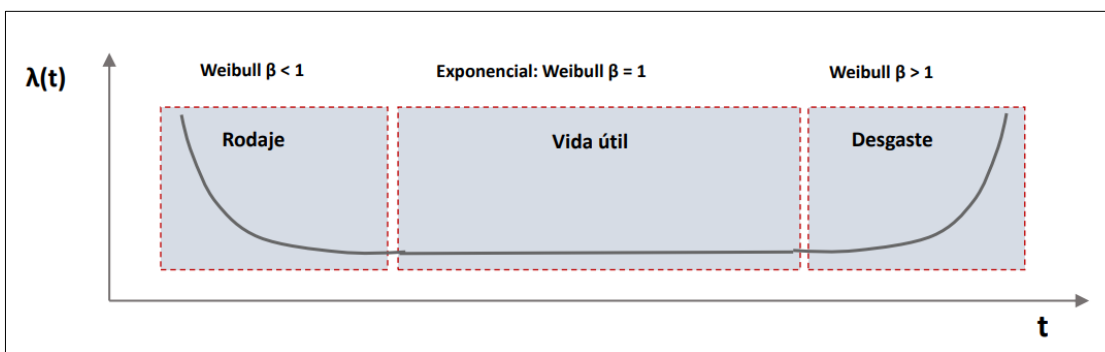 λ(t)
Weibull β < 1
Exponencial: Weibull β = 1
Weibull β > 1
Rodaje
Vida útil
Desgaste
t